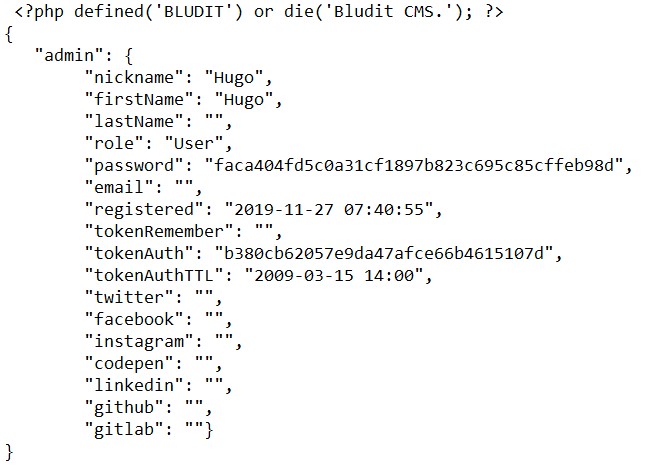 <?php defined('BLUDIT') or die('Bludit CMS.'); ?>
{
"admin": {
"nickname": "Hugo",
"firstName": "Hugo",
"lastName": "",
"role": "User",
"password": "faca404fd5c0a31cf1897b823c695c85cffeb98d",
"email": "",
"registered": "2019-11-27 07:40:55",
"tokenRemember": "",
"tokenAuth": "b380cb62057e9da47afce66b4615107d",
"tokenAuthTTL": "2009-03-15 14:00",
"twitter": "",
"facebook": "",
"instagram": "",
"codepen": "",
"linkedin": "",
"github": "",
"gitlab": ""}
}